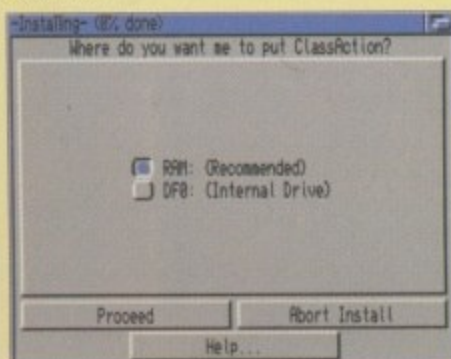 -Installing- (0% done)
Where do you want me to put ClassAction?
RAM: (Recommended)
DF0: (Internal Drive)
Proceed
Abort Install
Help...